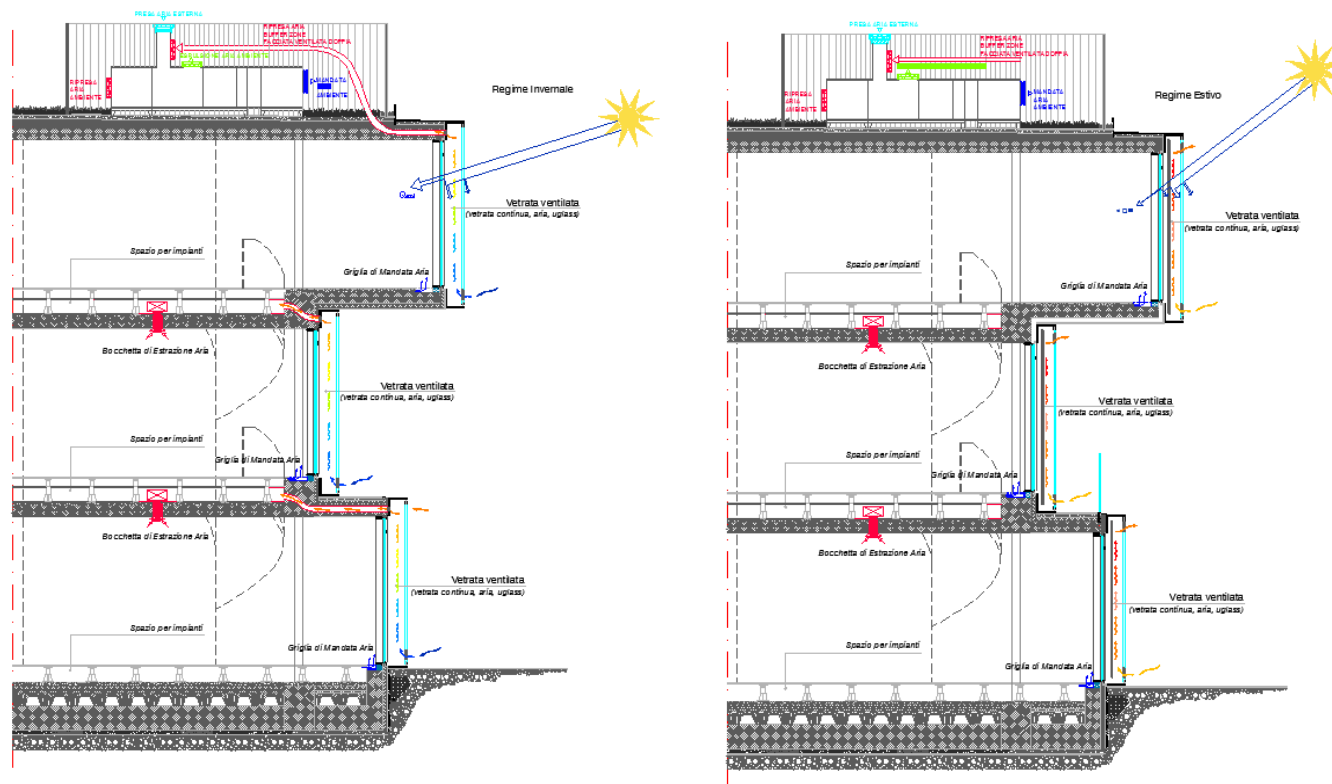 PRESA ARIA ESTERNA
RIPRESA ARIA
BUFFER ZONE
FACCIATA VENTILATA DOPPIA
RIPRESA
ARIA
AMBIENTE
MANDATA
AMBIENTE
Regime Invernale
Vetrata ventilata
(vetrata continua, aria, uglass)
Spazio per impianti
Griglia di Mandata Aria
Bocchetta di Estrazione Aria
Vetrata ventilata
(vetrata continua, aria, uglass)
Spazio per impianti
Griglia di Mandata Aria
Bocchetta di Estrazione Aria
Vetrata ventilata
(vetrata continua, aria, uglass)
Spazio per impianti
Griglia di Mandata Aria
PRESA ARIA ESTERNA
RIPRESA ARIA
BUFFER ZONE
FACCIATA VENTILATA DOPPIA
RIPRESA
ARIA
AMBIENTE
MANDATA
ARIA
AMBIENTE
Regime Estivo
Vetrata ventilata
(vetrata continua, aria, uglass)
Spazio per impianti
Griglia di Mandata Aria
Bocchetta di Estrazione Aria
Vetrata ventilata
(vetrata continua, aria, uglass)
Spazio per impianti
Griglia di Mandata Aria
Bocchetta di Estrazione Aria
Vetrata ventilata
(vetrata continua, aria, uglass)
Spazio per impianti
Griglia di Mandata Aria